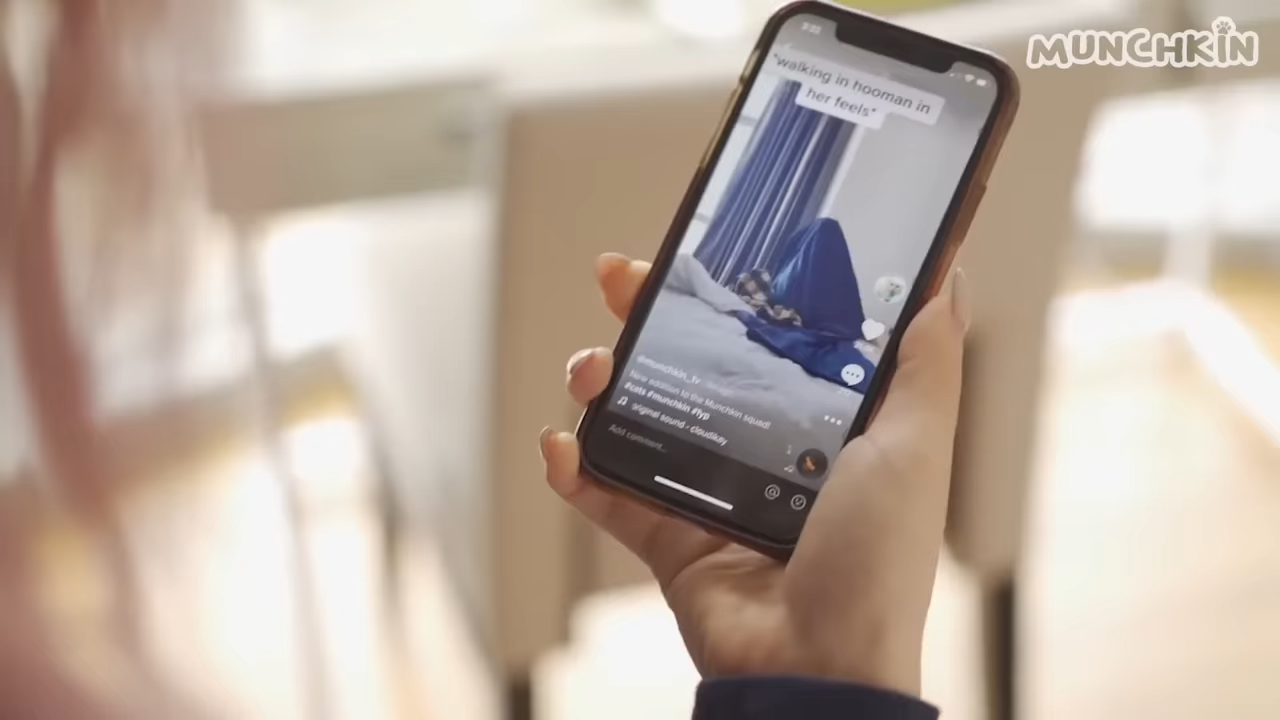 MUNCHKIN
"walking in hooman in
her feels"
@munchkin_tv
New addition to the Munchkin squad!
#cats #munchkin #fyp
original sound - cloudikay
Add comment...